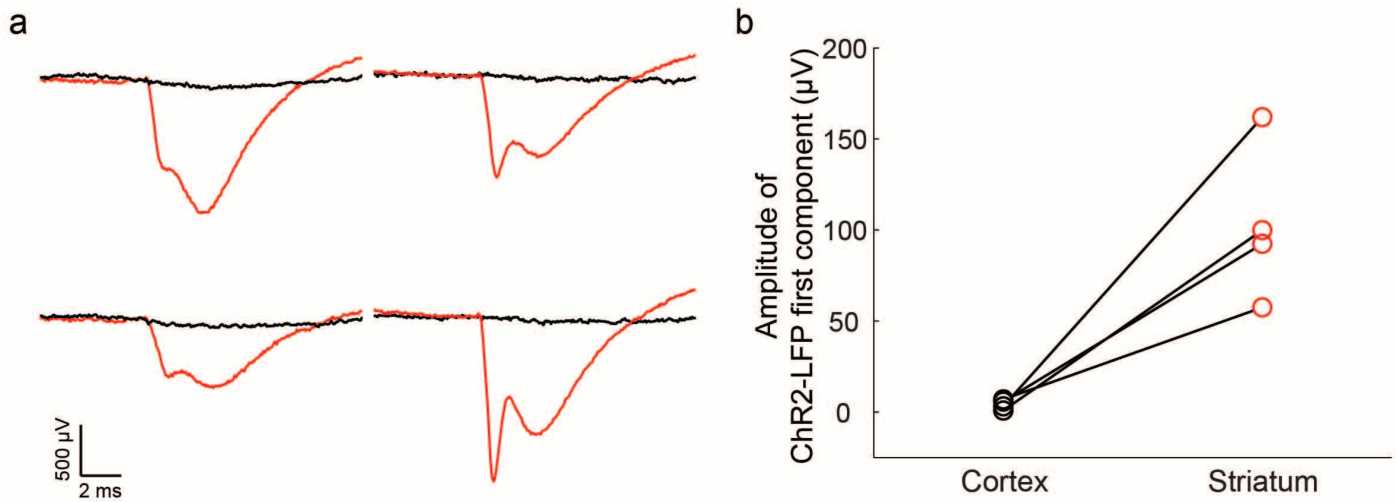 a
500 µV
2 ms
b
Amplitude of
ChR2-LFP first component (µV)
200
150
100
50
0
Cortex
Striatum